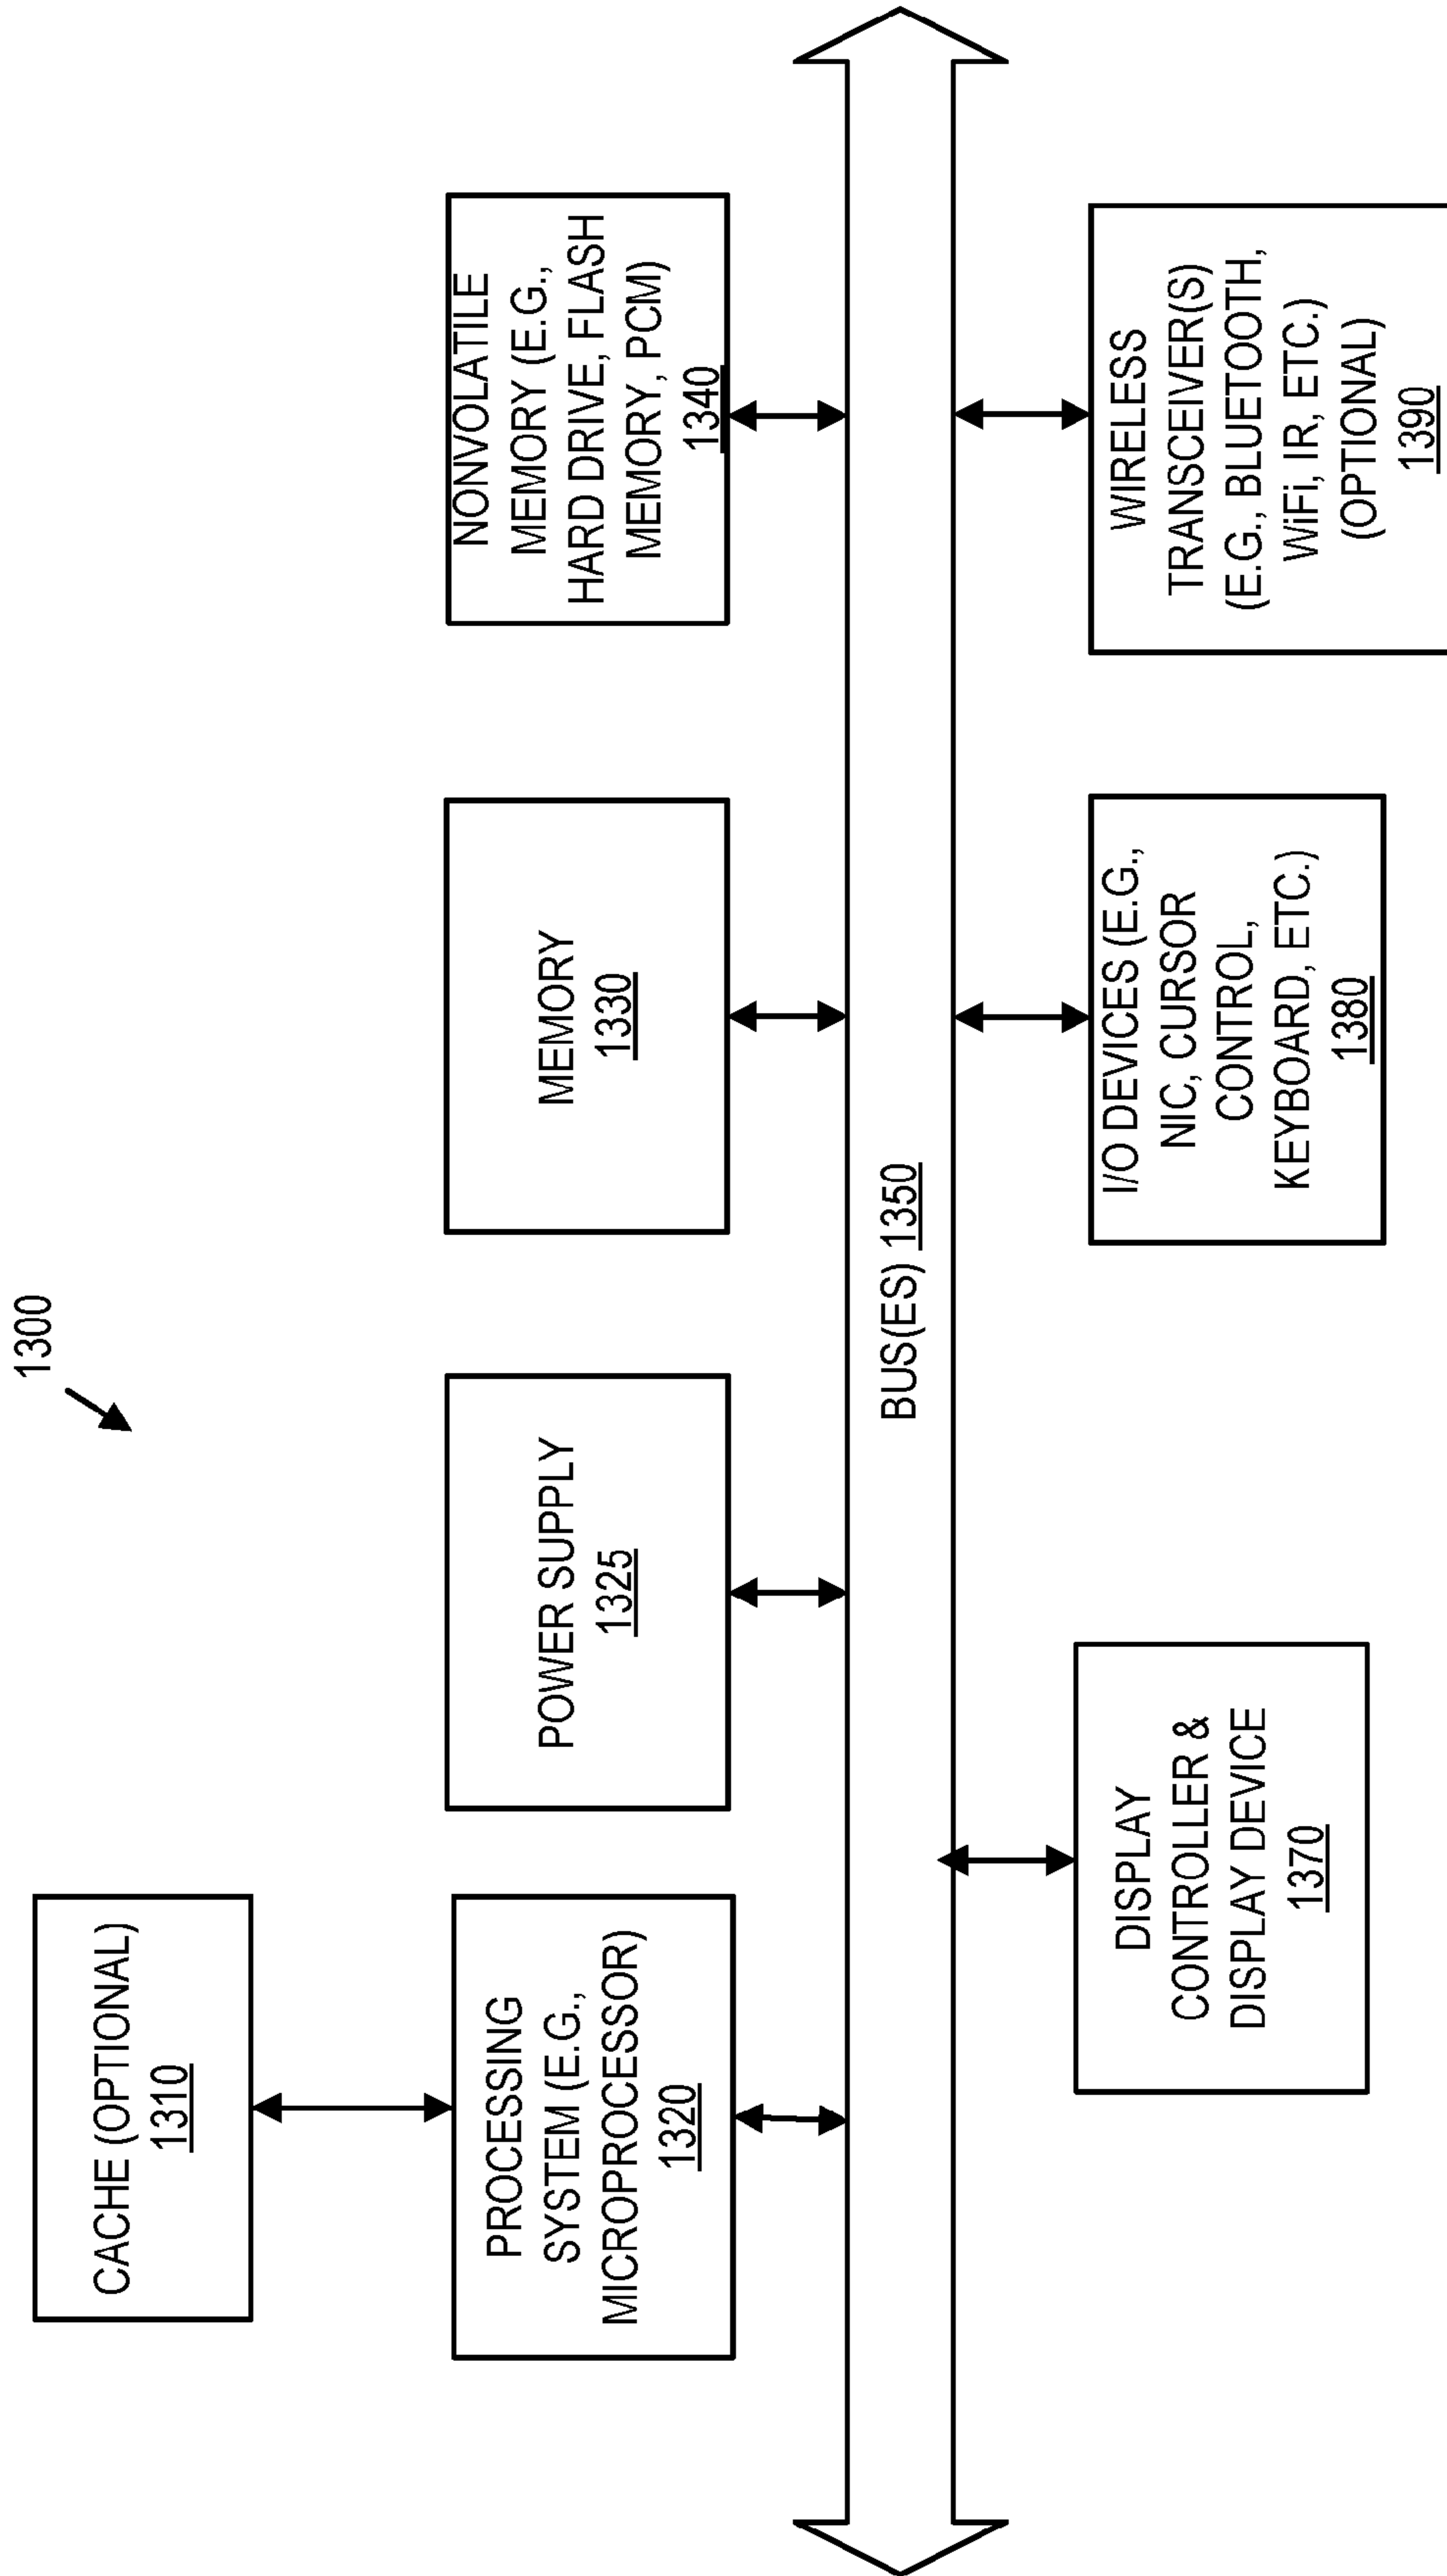 1300
CACHE (OPTIONAL)
1310
PROCESSING
SYSTEM (E.G.,
MICROPROCESSOR)
1320
POWER SUPPLY
1325
MEMORY
1330
NONVOLATILE
MEMORY (E.G.,
HARD DRIVE, FLASH
MEMORY, PCM)
1340
BUS(ES) 1350
DISPLAY
CONTROLLER &
DISPLAY DEVICE
1370
I/O DEVICES (E.G.,
NIC, CURSOR
CONTROL,
KEYBOARD, ETC.)
1380
WIRELESS
TRANSCEIVER(S)
(E.G., BLUETOOTH,
WiFi, IR, ETC.)
(OPTIONAL)
1390